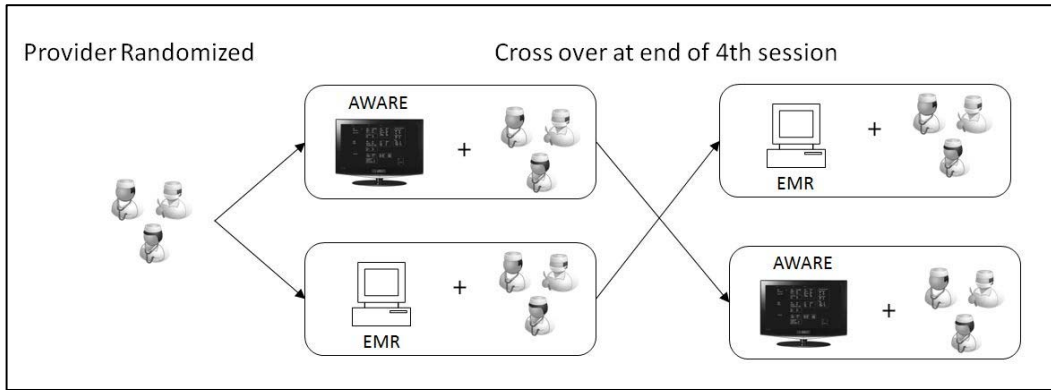 Provider Randomized
Cross over at end of 4th session
AWARE
+
EMR
+
EMR
+
AWARE
+